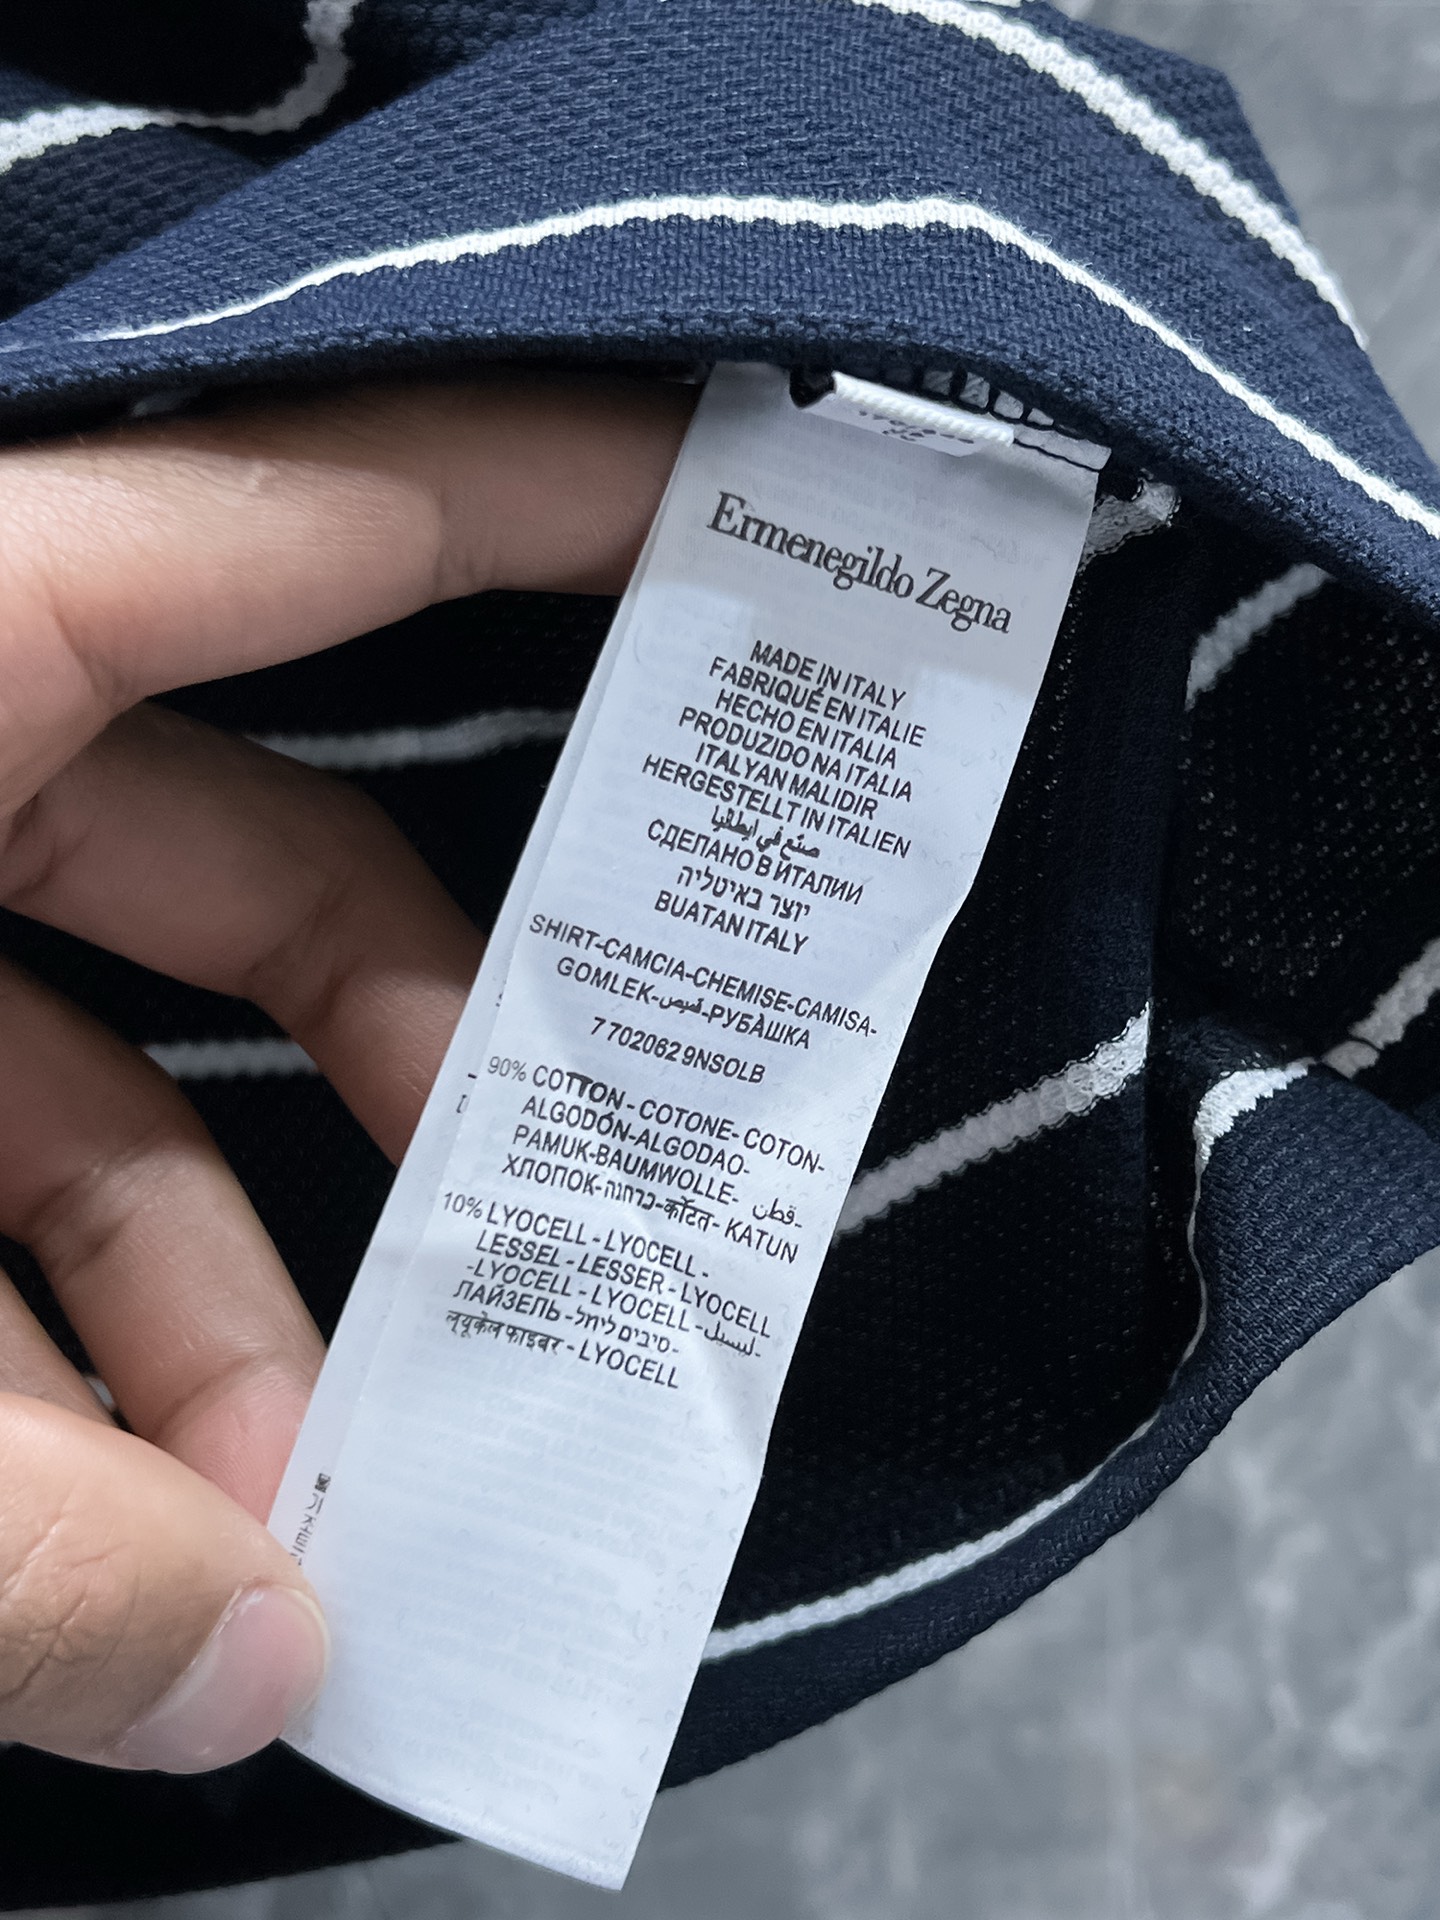 Ermenegildo Zegna
MADE IN ITALY
FABRIQUÉ EN ITALIE
HECHO EN ITALIA
PRODUZIDO NA ITALIA
ITALYAN MALIDIR
HERGESTELLT IN ITALIEN
صنع في إيطاليا
СДЕЛАНО В ИТАЛИИ
יוצר באיטליה
BUATAN ITALY
SHIRT-CAMCIA-CHEMISE-CAMISA-
GOMLEK-قميص-РУБАШКА
7 702062 9NSOLB
90% COTTON - COTONE- COTON-
ALGODÓN-ALGODAO-
PAMUK-BAUMWOLLE- قطن-
ХЛОПОК-כותנה-कॉटन- KATUN
10% LYOCELL - LYOCELL -
LESSEL - LESSER - LYOCELL
-LYOCELL - LYOCELL -ليسيل-
ЛАЙЗЕЛЬ -סיבים ליחל-
ल्यूकेल फाइबर - LYOCELL